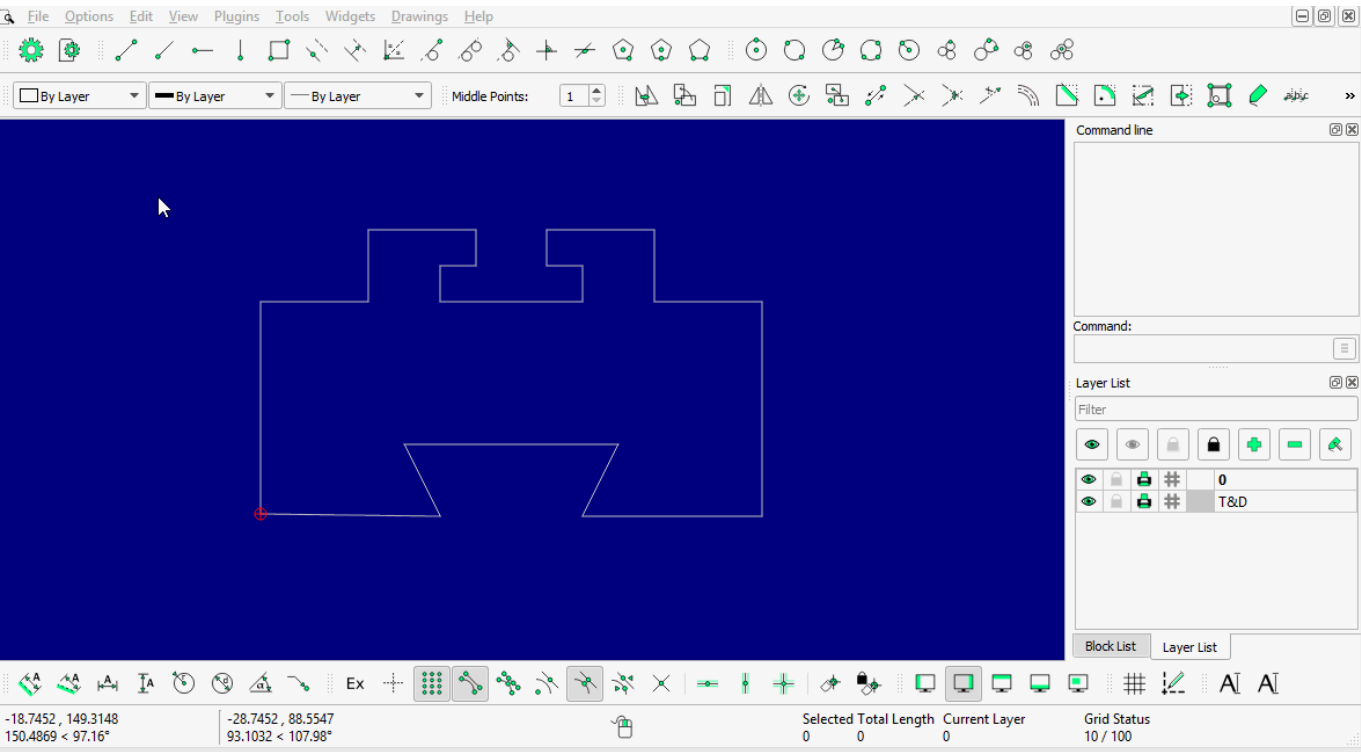 File Options Edit View Plugins Tools Widgets Drawings Help
By Layer By Layer By Layer Middle Points: 1 abc »
Command line
Command:
Layer List
Filter
0
T&D
Block List Layer List
A A A A Ex AI AI
-18.7452 , 149.3148 -28.7452 , 88.5547 Selected Total Length Current Layer Grid Status
150.4869 < 97.16° 93.1032 < 107.98° 0 0 0 10 / 100